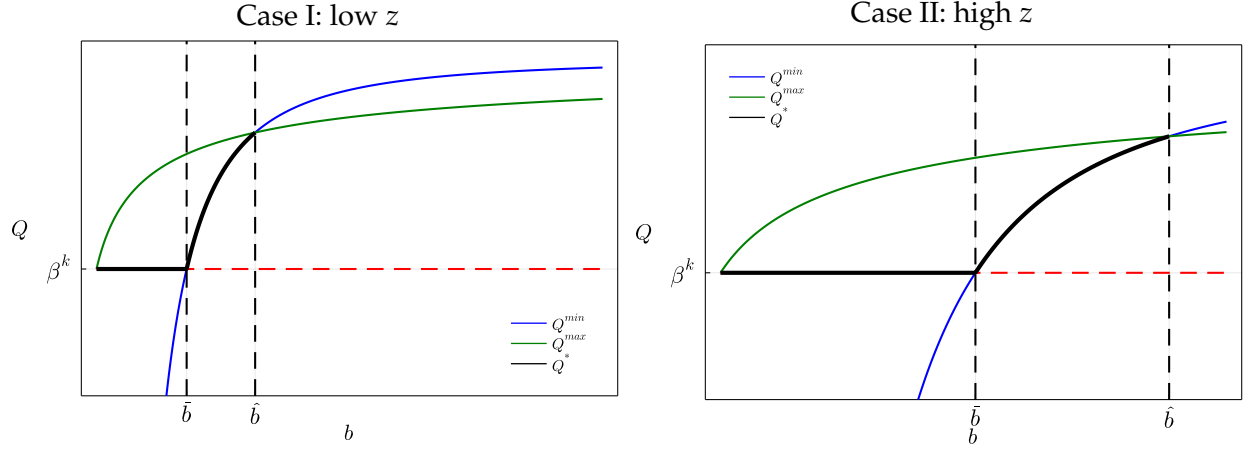 Case I: low z
Q
β^k
Q^min
Q^max
Q^*
b̄
b̂
b
Case II: high z
Q
β^k
Q^min
Q^max
Q^*
b̄
b̂
b